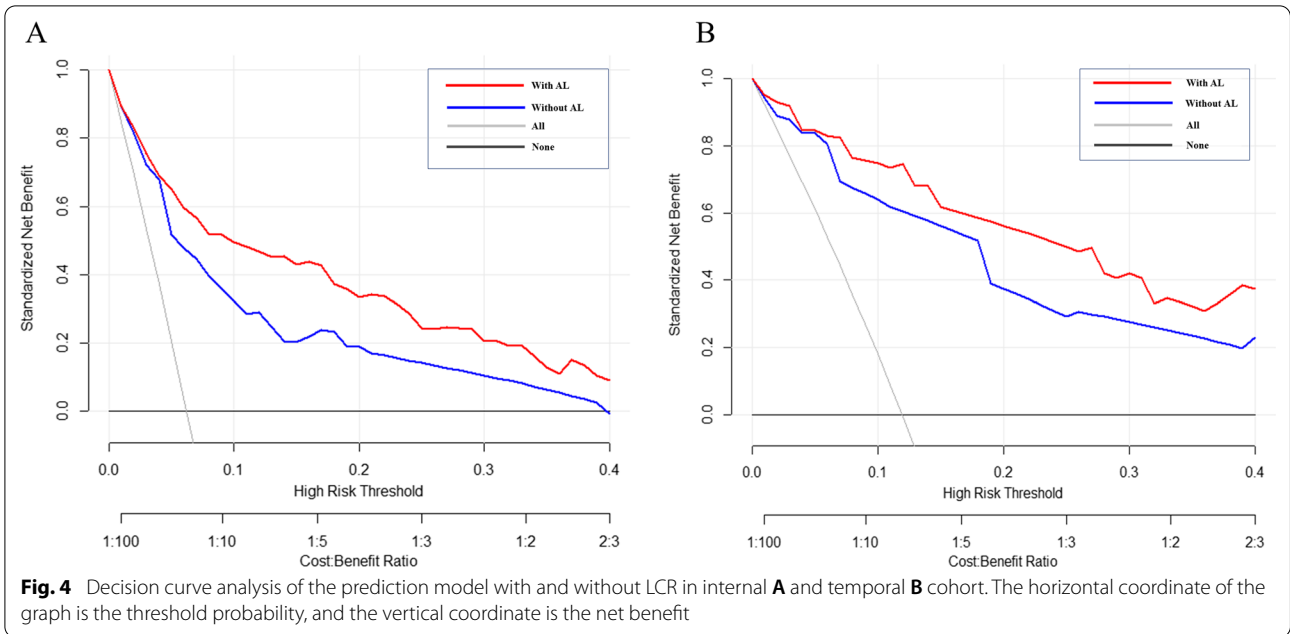 A
Standardized Net Benefit
1.0
0.8
0.6
0.4
0.2
0.0
With AL
Without AL
All
None
0.0 0.1 0.2 0.3 0.4
High Risk Threshold
1:100 1:10 1:5 1:3 1:2 2:3
Cost:Benefit Ratio
B
Standardized Net Benefit
1.0
0.8
0.6
0.4
0.2
0.0
With AL
Without AL
All
None
0.0 0.1 0.2 0.3 0.4
High Risk Threshold
1:100 1:10 1:5 1:3 1:2 2:3
Cost:Benefit Ratio
Fig. 4 Decision curve analysis of the prediction model with and without LCR in internal A and temporal B cohort. The horizontal coordinate of the
graph is the threshold probability, and the vertical coordinate is the net benefit